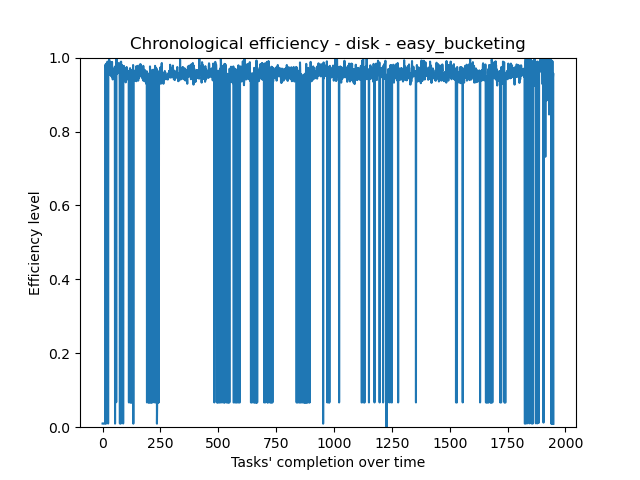 Chronological efficiency - disk - easy_bucketing
1.0
0.8
0.6
0.4
0.2
0.0
Efficiency level
0 250 500 750 1000 1250 1500 1750 2000
Tasks' completion over time